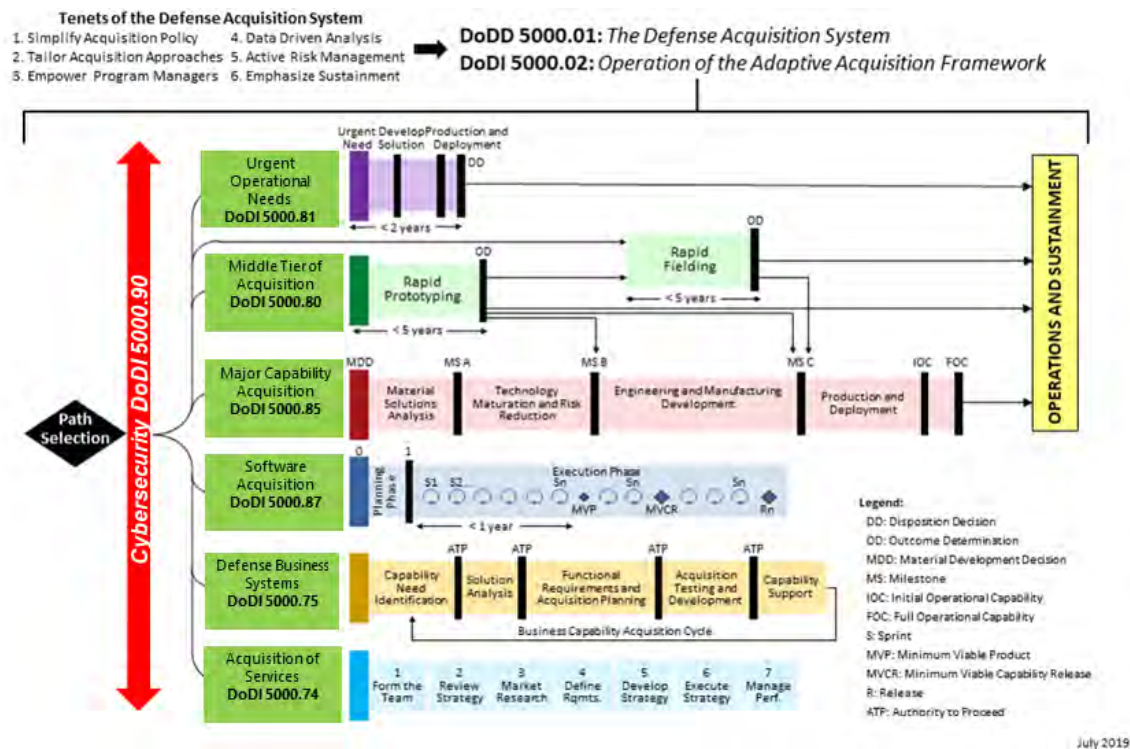 Tenets of the Defense Acquisition System
1. Simplify Acquisition Policy
2. Tailor Acquisition Approaches
3. Empower Program Managers
4. Data Driven Analysis
5. Active Risk Management
6. Emphasize Sustainment
DoDD 5000.01: The Defense Acquisition System
DoDI 5000.02: Operation of the Adaptive Acquisition Framework
Path
Selection
Cybersecurity DoDI 5000.90
Urgent
Operational
Needs
DoDI 5000.81
Urgent
Need
Develop
Solution
Production and
Deployment
DD
< 2 years
Middle Tier of
Acquisition
DoDI 5000.80
Rapid
Prototyping
OD
< 5 years
Rapid
Fielding
OD
< 5 years
Major Capability
Acquisition
DoDI 5000.85
MDD
Material
Solutions
Analysis
MS A
Technology
Maturation and Risk
Reduction
MS B
Engineering and Manufacturing
Development
MS C
Production and
Deployment
IOC
FOC
OPERATIONS AND SUSTAINMENT
Software
Acquisition
DoDI 5000.87
0
Planning
Phase
1
Execution Phase
S1
S2...
Sn
Sn
Sn
MVP
MVCR
Rn
< 1 year
Defense Business
Systems
DoDI 5000.75
Capability
Need
Identification
ATP
Solution
Analysis
ATP
Functional
Requirements and
Acquisition Planning
ATP
Acquisition
Testing and
Development
ATP
Capability
Support
Business Capability Acquisition Cycle
Acquisition of
Services
DoDI 5000.74
1
Form the
Team
2
Review
Strategy
3
Market
Research
4
Define
Rqmts.
5
Develop
Strategy
6
Execute
Strategy
7
Manage
Perf.
Legend:
DD: Disposition Decision
OD: Outcome Determination
MDD: Material Development Decision
MS: Milestone
IOC: Initial Operational Capability
FOC: Full Operational Capability
S: Sprint
MVP: Minimum Viable Product
MVCR: Minimum Viable Capability Release
R: Release
ATP: Authority to Proceed
July 2019